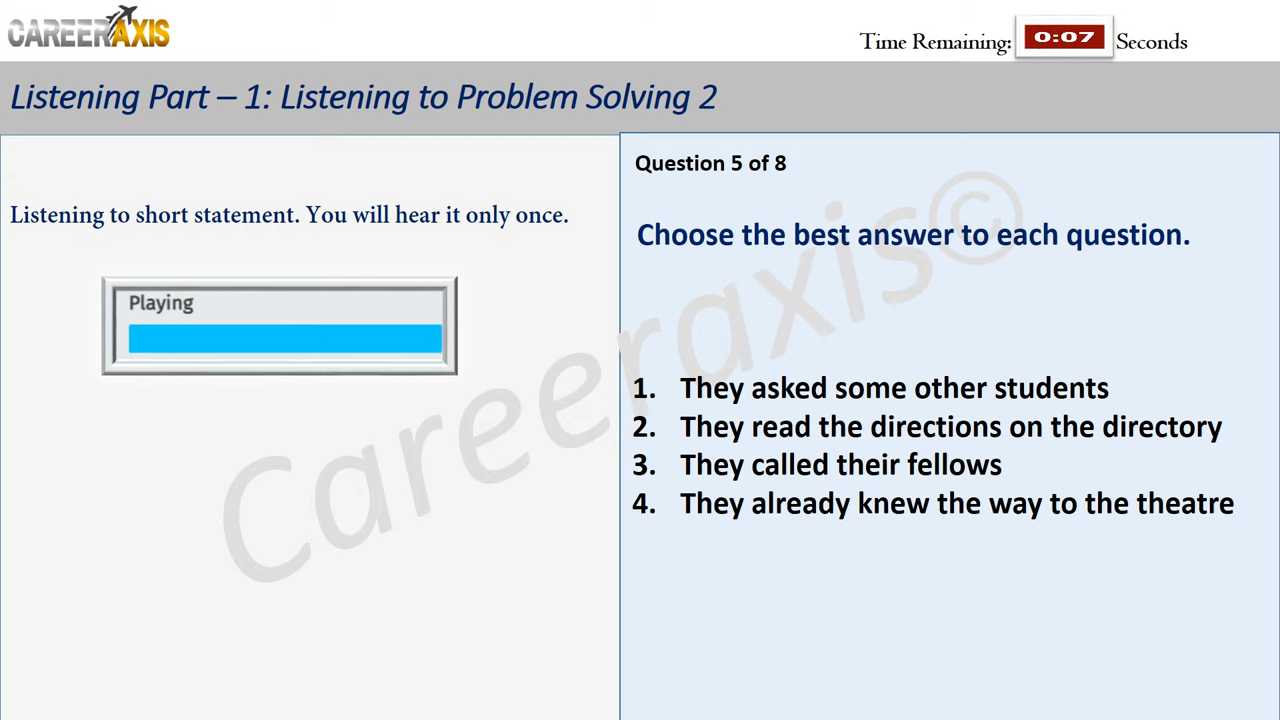 CAREERAXIS
Time Remaining: 0:07 Seconds
Listening Part – 1: Listening to Problem Solving 2
Listening to short statement. You will hear it only once.
Playing
Question 5 of 8
Choose the best answer to each question.
1. They asked some other students
2. They read the directions on the directory
3. They called their fellows
4. They already knew the way to the theatre
Careeraxis©